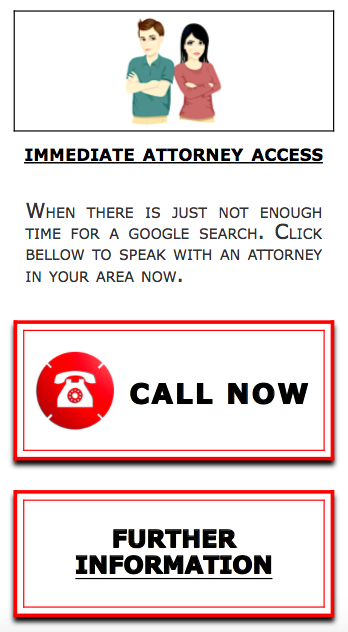 IMMEDIATE ATTORNEY ACCESS
When there is just not enough
time for a google search. Click
bellow to speak with an attorney
in your area now.
CALL NOW
FURTHER
INFORMATION